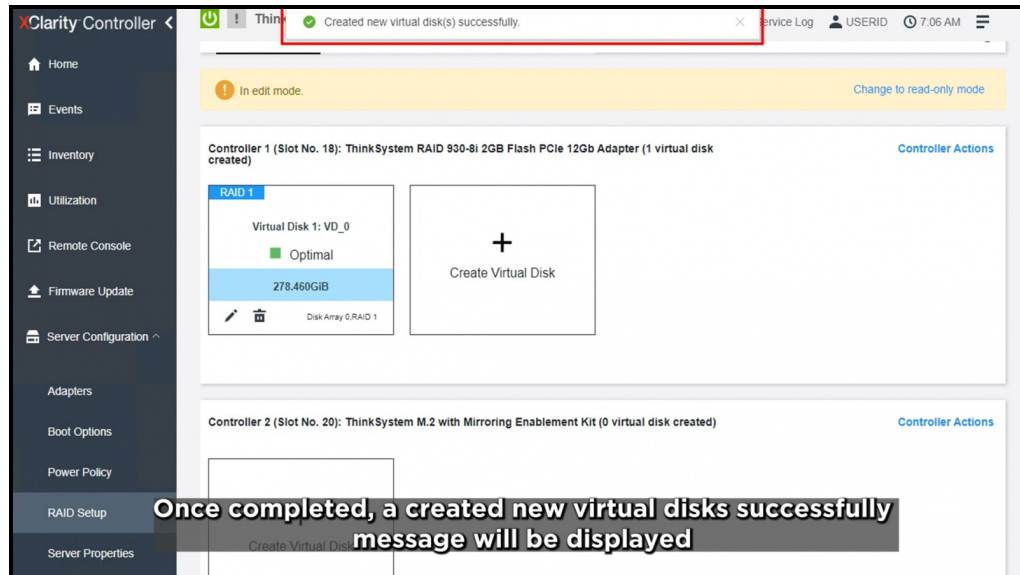 XClarity Controller
Think
Created new virtual disk(s) successfully.
ervice Log
USERID
7:06 AM
Home
Events
Inventory
Utilization
Remote Console
Firmware Update
Server Configuration
Adapters
Boot Options
Power Policy
RAID Setup
Server Properties
In edit mode.
Change to read-only mode
Controller 1 (Slot No. 18): ThinkSystem RAID 930-8i 2GB Flash PCIe 12Gb Adapter (1 virtual disk
created)
Controller Actions
RAID 1
Virtual Disk 1: VD_0
Optimal
278.460GiB
Disk Array 0,RAID 1
Create Virtual Disk
Controller 2 (Slot No. 20): ThinkSystem M.2 with Mirroring Enablement Kit (0 virtual disk created)
Controller Actions
Create Virtual Dis
Once completed, a created new virtual disks successfully
message will be displayed